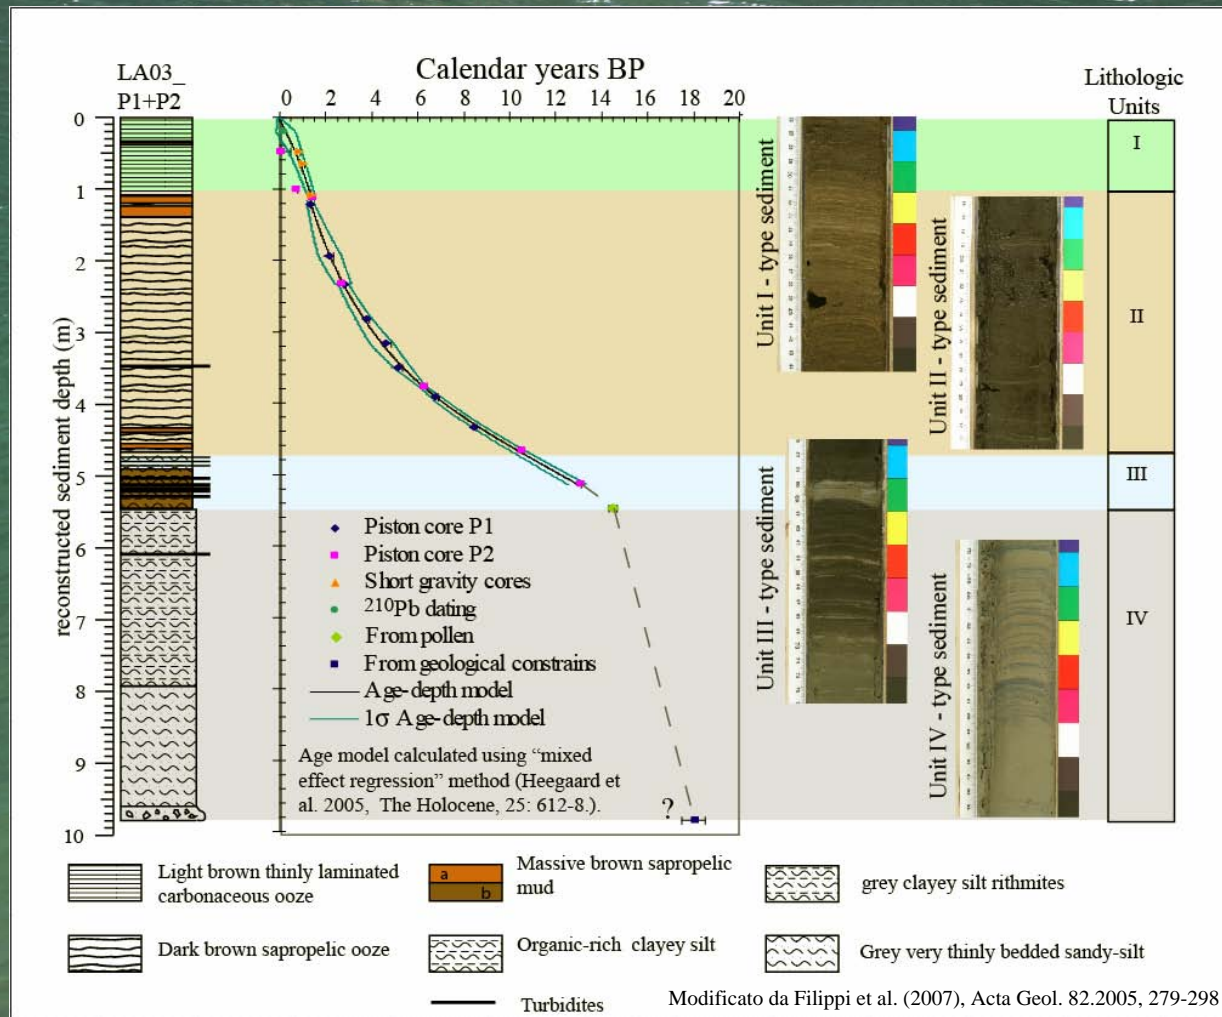 LA03_
P1+P2
Calendar years BP
0 2 4 6 8 10 12 14 16 18 20
Lithologic
Units
reconstructed sediment depth (m)
0
1
2
3
4
5
6
7
8
9
10
I
II
III
IV
Unit I - type sediment
Unit II - type sediment
Unit III - type sediment
Unit IV - type sediment
Piston core P1
Piston core P2
Short gravity cores
210Pb dating
From pollen
From geological constrains
Age-depth model
1σ Age-depth model
Age model calculated using “mixed
effect regression” method (Heegaard et
al. 2005, The Holocene, 25: 612-8.).
?
Light brown thinly laminated
carbonaceous ooze
a
b
Massive brown sapropelic
mud
grey clayey silt rithmites
Dark brown sapropelic ooze
Organic-rich clayey silt
Grey very thinly bedded sandy-silt
Turbidites
Modificato da Filippi et al. (2007), Acta Geol. 82.2005, 279-298